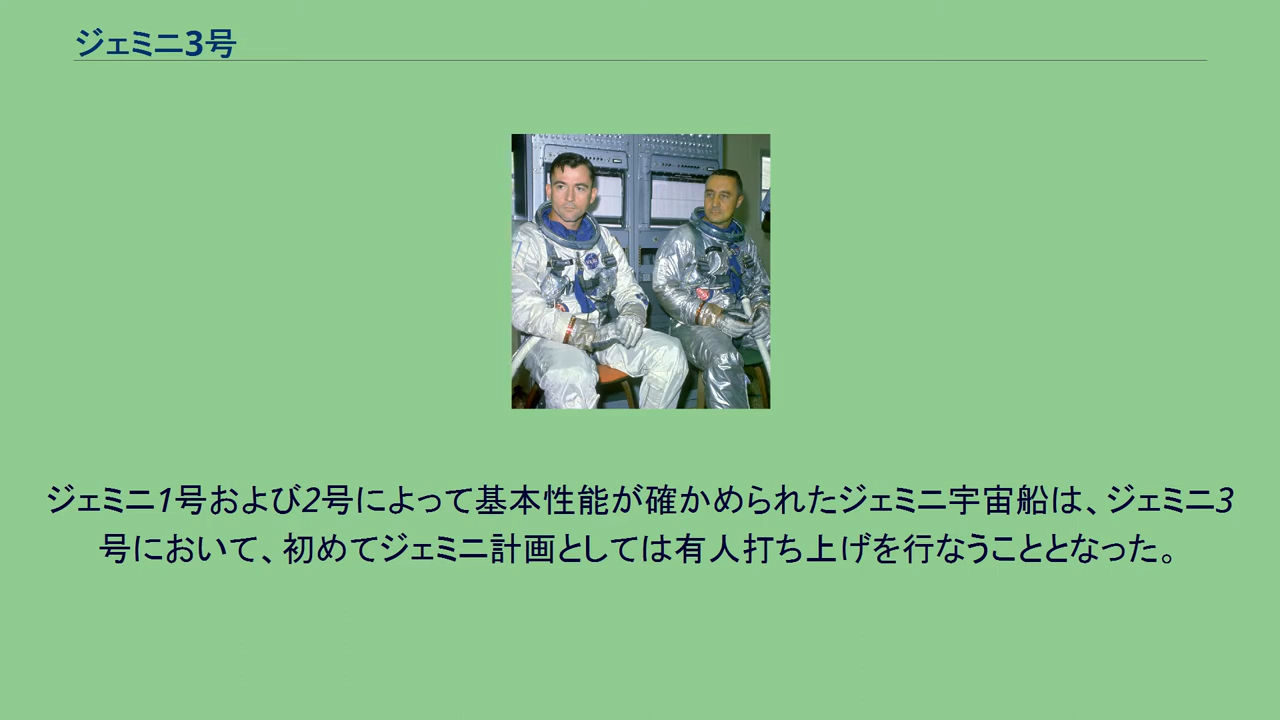 ジェミニ3号
ジェミニ1号および2号によって基本性能が確かめられたジェミニ宇宙船は、ジェミニ3
号において、初めてジェミニ計画としては有人打ち上げを行なうこととなった。